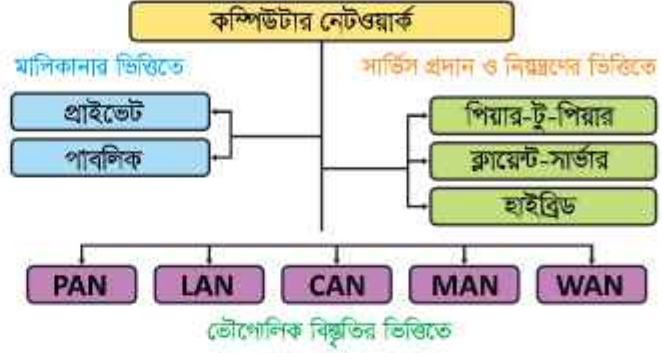 কম্পিউটার নেটওয়ার্ক
মালিকানার ভিত্তিতে
সার্ভিস প্রদান ও নিয়ন্ত্রণের ভিত্তিতে
প্রাইভেট
পাবলিক
পিয়ার-টু-পিয়ার
ক্লায়েন্ট-সার্ভার
হাইব্রিড
PAN LAN CAN MAN WAN
ভৌগোলিক বিস্তৃতির ভিত্তিতে